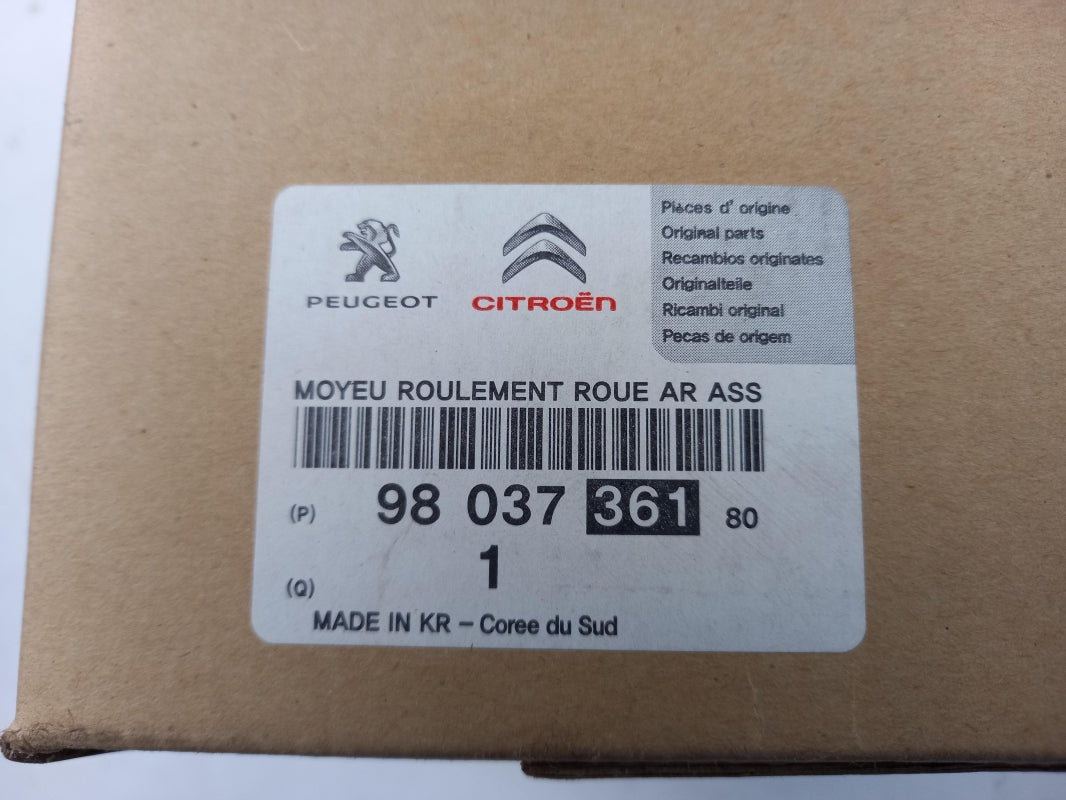 PEUGEOT
CITROËN
Pièces d' origine
Original parts
Recambios originates
Originalteile
Ricambi original
Pecas de origem
MOYEU ROULEMENT ROUE AR ASS
(P) 98 037 361 80
(Q) 1
MADE IN KR – Coree du Sud